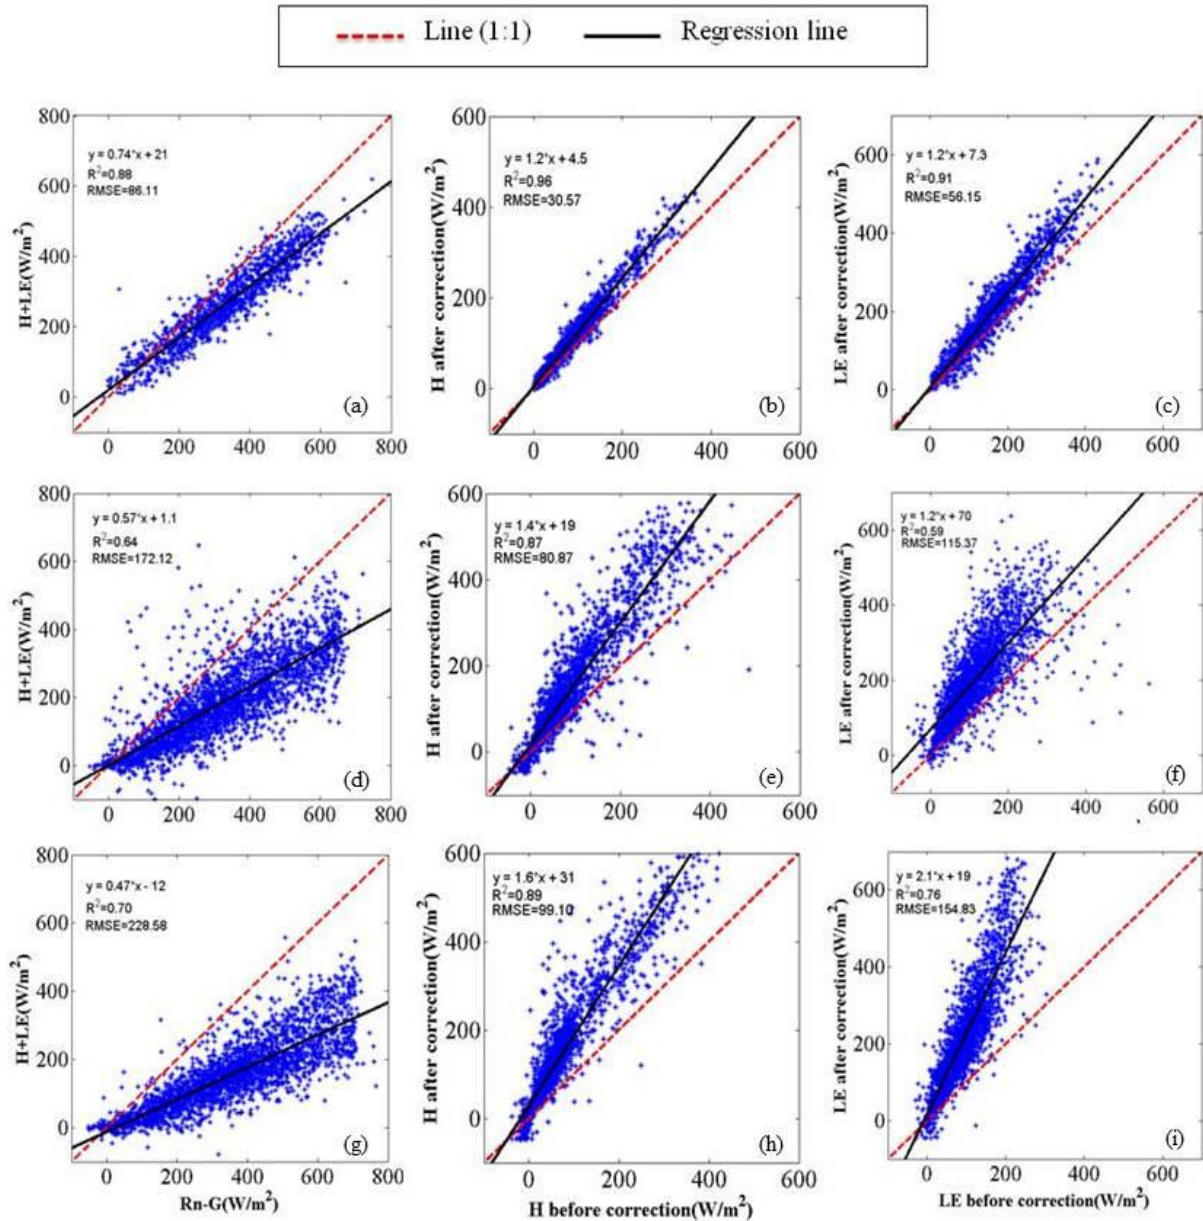 Line (1:1) Regression line
800
600
400
200
0
H+LE(W/m²)
y = 0.74*x + 21
R²=0.88
RMSE=86.11
(a)
0 200 400 600 800
600
400
200
0
H after correction(W/m²)
y = 1.2*x + 4.5
R²=0.96
RMSE=30.57
(b)
0 200 400 600
600
400
200
0
LE after correction(W/m²)
y = 1.2*x + 7.3
R²=0.91
RMSE=56.15
(c)
0 200 400 600
800
600
400
200
0
H+LE(W/m²)
y = 0.57*x + 1.1
R²=0.64
RMSE=172.12
(d)
0 200 400 600 800
600
400
200
0
H after correction(W/m²)
y = 1.4*x + 19
R²=0.87
RMSE=80.87
(e)
0 200 400 600
600
400
200
0
LE after correction(W/m²)
y = 1.2*x + 70
R²=0.59
RMSE=115.37
(f)
0 200 400 600
800
600
400
200
0
H+LE(W/m²)
y = 0.47*x - 12
R²=0.70
RMSE=228.58
(g)
0 200 400 600 800
Rn-G(W/m²)
600
400
200
0
H after correction(W/m²)
y = 1.6*x + 31
R²=0.89
RMSE=99.10
(h)
0 200 400 600
H before correction(W/m²)
600
400
200
0
LE after correction(W/m²)
y = 2.1*x + 19
R²=0.76
RMSE=154.83
(i)
0 200 400 600
LE before correction(W/m²)